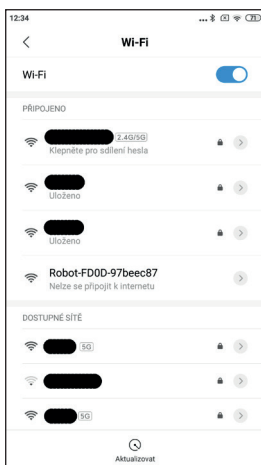 12:34
... 71
Wi-Fi
Wi-Fi
PŘIPOJENO
2.4G/5G
Klepněte pro sdílení hesla
Uloženo
Uloženo
Robot-FD0D-97beec87
Nelze se připojit k internetu
DOSTUPNÉ SÍTĚ
5G
5G
Aktualizovat